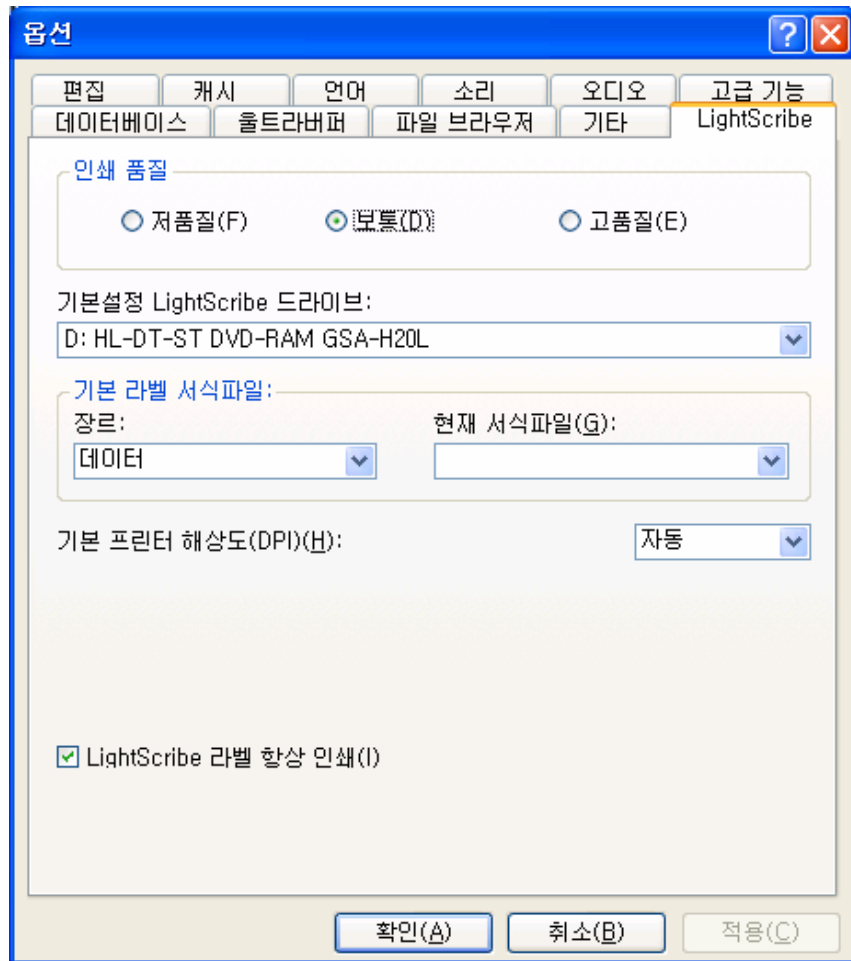 옵션
편집 캐시 언어 소리 오디오 고급 기능
데이터베이스 울트라버퍼 파일 브라우저 기타 LightScribe
인쇄 품질
저품질(F) 보통(D) 고품질(E)
기본설정 LightScribe 드라이브:
D: HL-DT-ST DVD-RAM GSA-H20L
기본 라벨 서식파일:
장르: 현재 서식파일(G):
데이터
기본 프린터 해상도(DPI)(H): 자동
LightScribe 라벨 항상 인쇄(I)
확인(A) 취소(B) 적용(C)